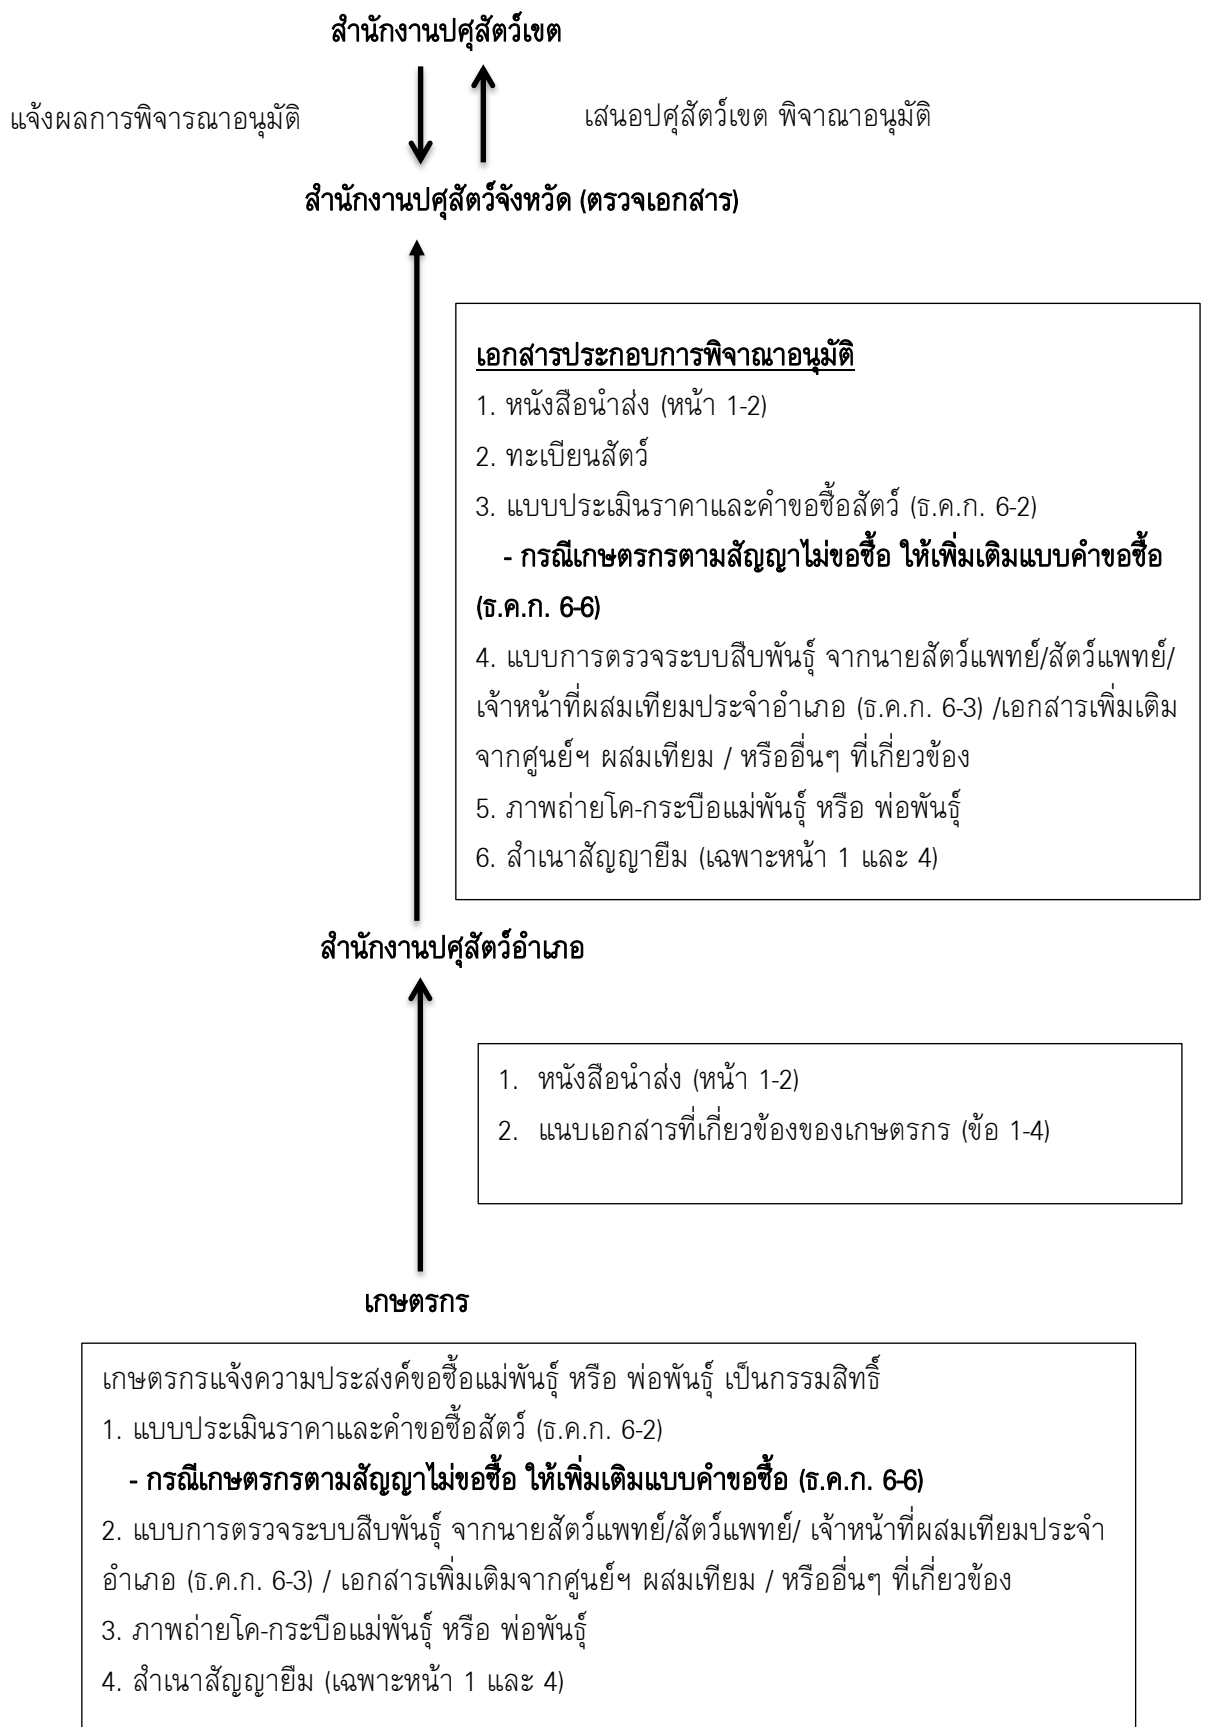 สำนักงานปศุสัตว์เขต
แจ้งผลการพิจารณาอนุมัติ
เสนอปศุสัตว์เขต พิจาณาอนุมัติ
สำนักงานปศุสัตว์จังหวัด (ตรวจเอกสาร)
เอกสารประกอบการพิจาณาอนุมัติ
1. หนังสือนำส่ง (หน้า 1-2)
2. ทะเบียนสัตว์
3. แบบประเมินราคาและคำขอซื้อสัตว์ (ธ.ค.ก. 6-2)
- กรณีเกษตรกรตามสัญญาไม่ขอซื้อ ให้เพิ่มเติมแบบคำขอซื้อ
(ธ.ค.ก. 6-6)
4. แบบการตรวจระบบสืบพันธุ์ จากนายสัตว์แพทย์/สัตว์แพทย์/
เจ้าหน้าที่ผสมเทียมประจำอำเภอ (ธ.ค.ก. 6-3) /เอกสารเพิ่มเติม
จากศูนย์ฯ ผสมเทียม / หรืออื่นๆ ที่เกี่ยวข้อง
5. ภาพถ่ายโค-กระบือแม่พันธุ์ หรือ พ่อพันธุ์
6. สำเนาสัญญายืม (เฉพาะหน้า 1 และ 4)
สำนักงานปศุสัตว์อำเภอ
1. หนังสือนำส่ง (หน้า 1-2)
2. แนบเอกสารที่เกี่ยวข้องของเกษตรกร (ข้อ 1-4)
เกษตรกร
เกษตรกรแจ้งความประสงค์ขอซื้อแม่พันธุ์ หรือ พ่อพันธุ์ เป็นกรรมสิทธิ์
1. แบบประเมินราคาและคำขอซื้อสัตว์ (ธ.ค.ก. 6-2)
- กรณีเกษตรกรตามสัญญาไม่ขอซื้อ ให้เพิ่มเติมแบบคำขอซื้อ (ธ.ค.ก. 6-6)
2. แบบการตรวจระบบสืบพันธุ์ จากนายสัตว์แพทย์/สัตว์แพทย์/ เจ้าหน้าที่ผสมเทียมประจำ
อำเภอ (ธ.ค.ก. 6-3) / เอกสารเพิ่มเติมจากศูนย์ฯ ผสมเทียม / หรืออื่นๆ ที่เกี่ยวข้อง
3. ภาพถ่ายโค-กระบือแม่พันธุ์ หรือ พ่อพันธุ์
4. สำเนาสัญญายืม (เฉพาะหน้า 1 และ 4)